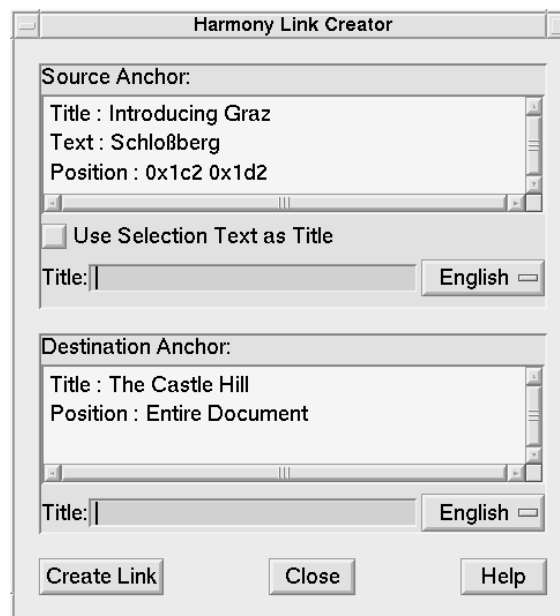 Harmony Link Creator
Source Anchor:
Title : Introducing Graz
Text : Schloßberg
Position : 0x1c2 0x1d2
Use Selection Text as Title
Title: English
Destination Anchor:
Title : The Castle Hill
Position : Entire Document
Title: English
Create Link Close Help